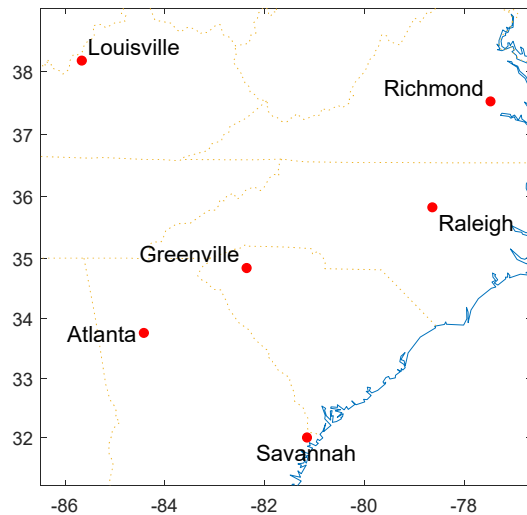 Louisville
38
Richmond
37
36
Raleigh
Greenville
35
34
Atlanta
33
32
Savannah
-86 -84 -82 -80 -78